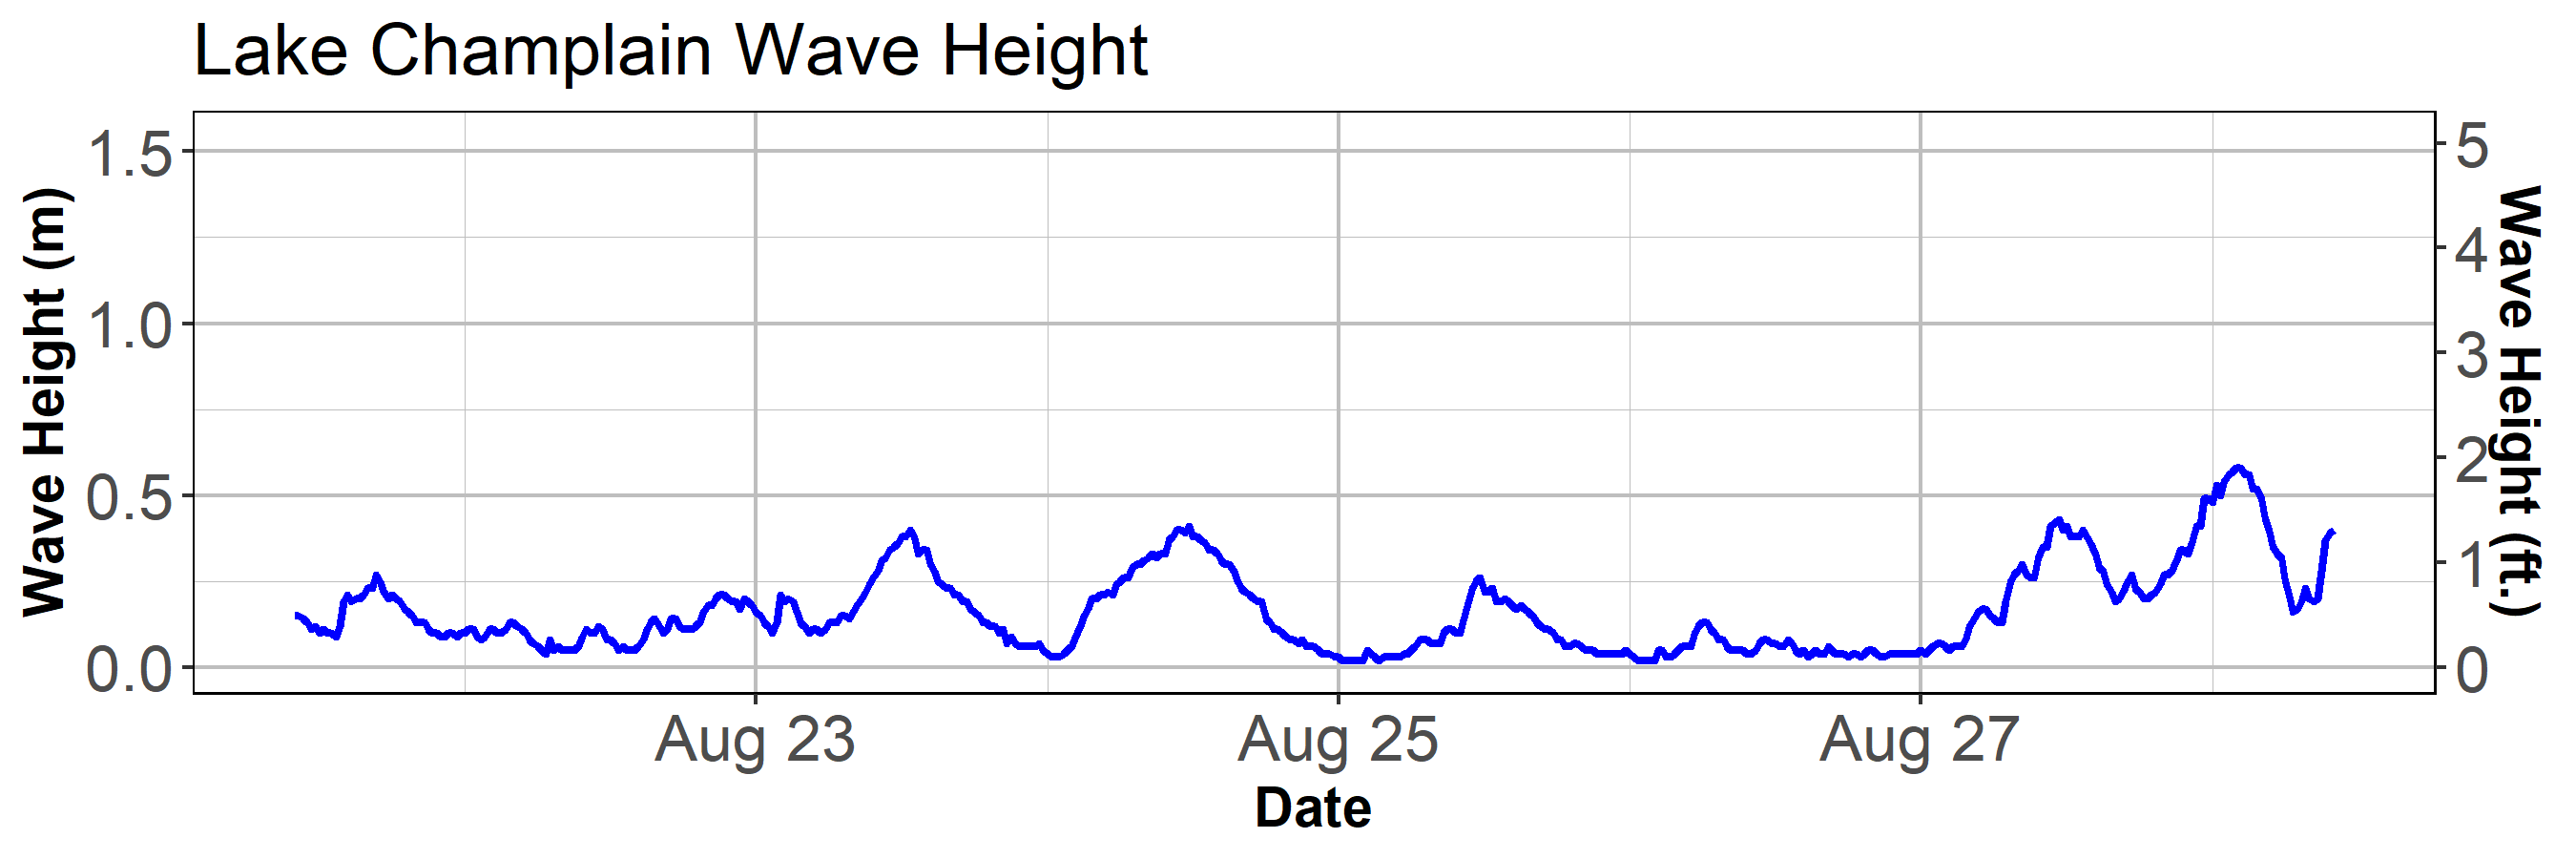 Lake Champlain Wave Height
Wave Height (m)
1.5
1.0
0.5
0.0
5
4
3
2
1
0
Wave Height (ft.)
Aug 23
Aug 25
Aug 27
Date